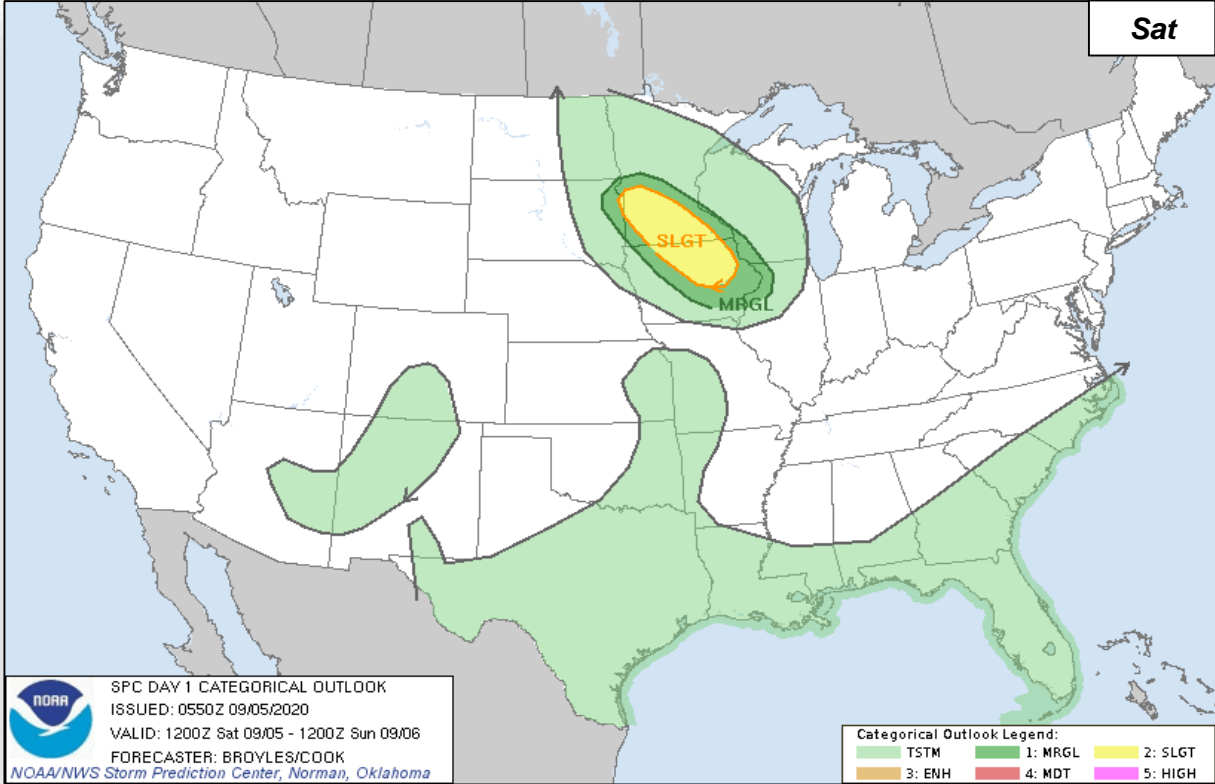 Sat
SLGT
MRGL
NOAA
SPC DAY 1 CATEGORICAL OUTLOOK
ISSUED: 0550Z 09/05/2020
VALID: 1200Z Sat 09/05 - 1200Z Sun 09/06
FORECASTER: BROYLES/COOK
NOAA/NWS Storm Prediction Center, Norman, Oklahoma
Categorical Outlook Legend:
TSTM 1: MRGL 2: SLGT
3: ENH 4: MDT 5: HIGH